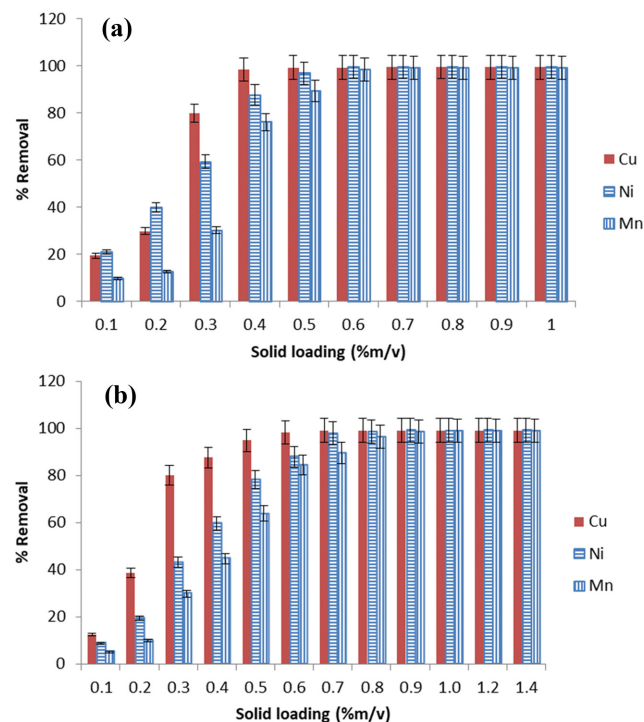 (a)
120
100
80
60
40
20
0
% Removal
Cu
Ni
Mn
0.1 0.2 0.3 0.4 0.5 0.6 0.7 0.8 0.9 1
Solid loading (%m/v)
(b)
120
100
80
60
40
20
0
% Removal
Cu
Ni
Mn
0.1 0.2 0.3 0.4 0.5 0.6 0.7 0.8 0.9 1.0 1.2 1.4
Solid loading (%m/v)